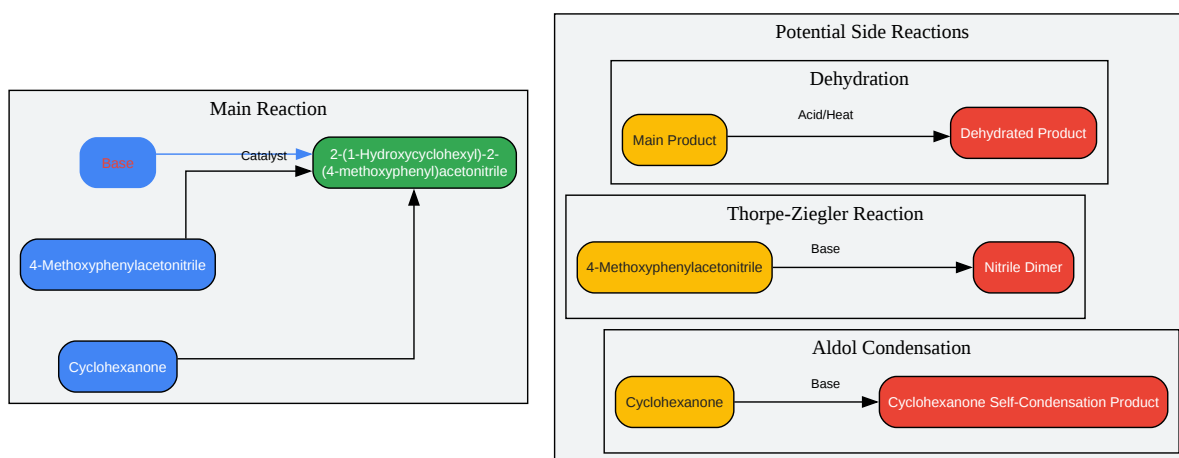 Main Reaction
Base
Catalyst
2-(1-Hydroxycyclohexyl)-2-
(4-methoxyphenyl)acetonitrile
4-Methoxyphenylacetonitrile
Cyclohexanone
Potential Side Reactions
Dehydration
Main Product
Acid/Heat
Dehydrated Product
Thorpe-Ziegler Reaction
4-Methoxyphenylacetonitrile
Base
Nitrile Dimer
Aldol Condensation
Cyclohexanone
Base
Cyclohexanone Self-Condensation Product